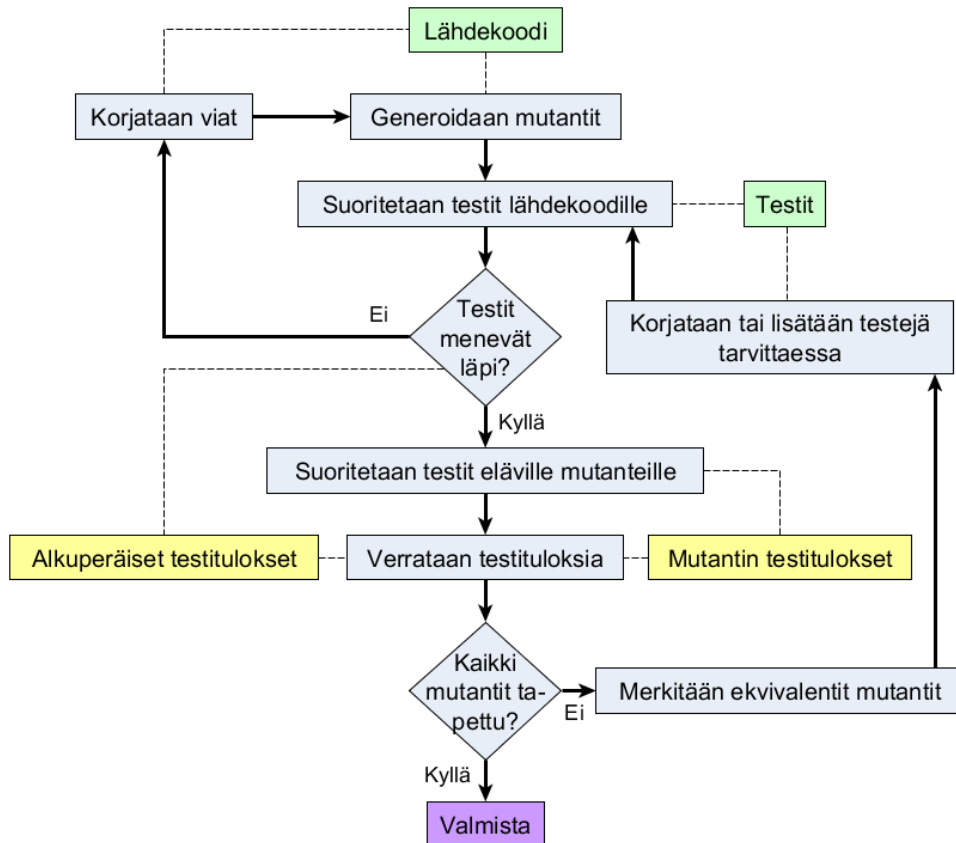 Lähdekoodi
Korjataan viat
Generoidaan mutantit
Suoritetaan testit lähdekoodille
Testit
Ei
Testit
menevät
läpi?
Korjataan tai lisätään testejä
tarvittaessa
Kyllä
Suoritetaan testit eläville mutanteille
Alkuperäiset testitulokset
Verrataan testituloksia
Mutantin testitulokset
Kaikki
mutantit ta-
pettu?
Ei
Merkitään ekvivalentit mutantit
Kyllä
Valmista